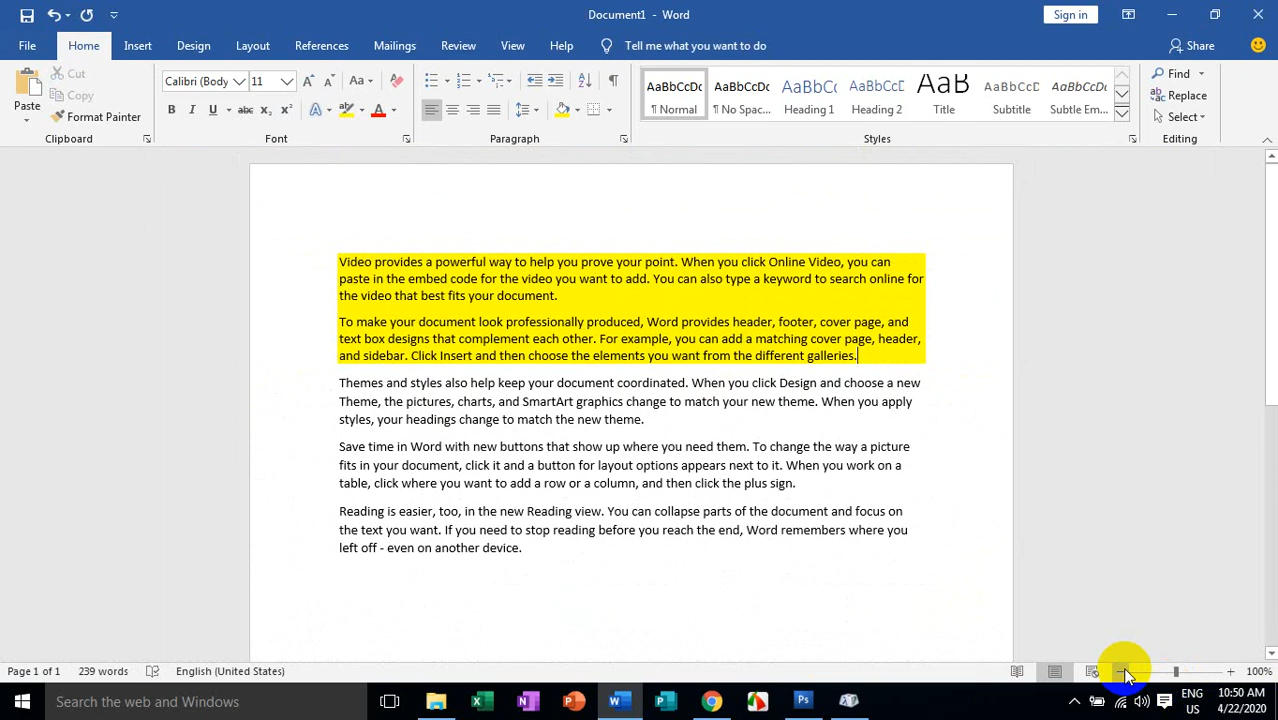 Document1 - Word
Sign in
File Home Insert Design Layout References Mailings Review View Help Tell me what you want to do Share
Paste
Cut
Copy
Format Painter
Clipboard
Calibri (Body 11
Font
Paragraph
AaBbCcDc
¶ Normal
AaBbCcDc
¶ No Spac...
AaBbCc
Heading 1
AaBbCcD
Heading 2
AaB
Title
AaBbCcD
Subtitle
AaBbCcDc
Subtle Em...
Styles
Find
Replace
Select
Editing
Video provides a powerful way to help you prove your point. When you click Online Video, you can
paste in the embed code for the video you want to add. You can also type a keyword to search online for
the video that best fits your document.
To make your document look professionally produced, Word provides header, footer, cover page, and
text box designs that complement each other. For example, you can add a matching cover page, header,
and sidebar. Click Insert and then choose the elements you want from the different galleries.
Themes and styles also help keep your document coordinated. When you click Design and choose a new
Theme, the pictures, charts, and SmartArt graphics change to match your new theme. When you apply
styles, your headings change to match the new theme.
Save time in Word with new buttons that show up where you need them. To change the way a picture
fits in your document, click it and a button for layout options appears next to it. When you work on a
table, click where you want to add a row or a column, and then click the plus sign.
Reading is easier, too, in the new Reading view. You can collapse parts of the document and focus on
the text you want. If you need to stop reading before you reach the end, Word remembers where you
left off - even on another device.
Page 1 of 1 239 words English (United States) 100%
Search the web and Windows
ENG
US
10:50 AM
4/22/2020